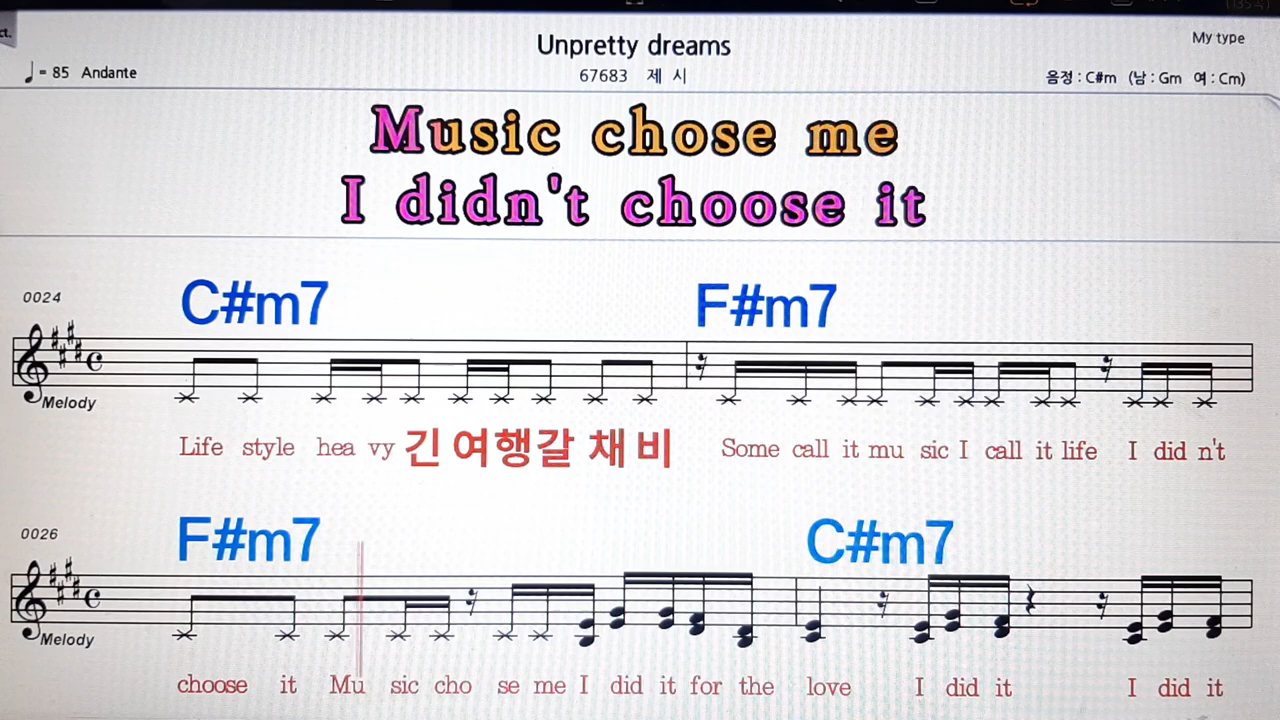 ct.
Unpretty dreams
My type
♩ = 85 Andante
67683 제 시
음정 : C#m (남 : Gm 여 : Cm)
Music chose me
I didn't choose it
0024
C#m7 F#m7
Melody
Life style hea vy 긴 여행갈 채 비 Some call it mu sic I call it life I did n't
0026
F#m7 C#m7
Melody
choose it Mu sic cho se me I did it for the love I did it I did it